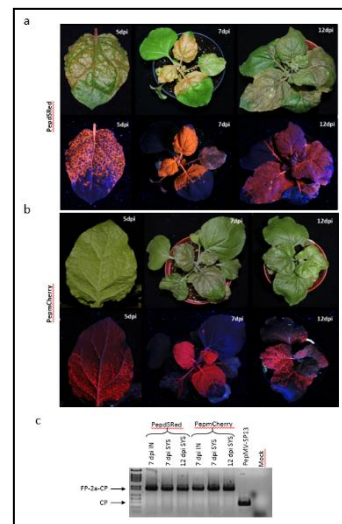 a
PepdSRed
5dpi
7dpi
12dpi
5dpi
7dpi
12dpi
b
PepmCherry
5dpi
7dpi
12dpi
5dpi
7dpi
12dpi
c
PepdSRed
PepmCherry
7 dpi IN
7 dpi SYS
12 dpi SYS
7 dpi IN
7 dpi SYS
12 dpi SYS
PepMV-SP13
Mock
FP-2a-CP
CP